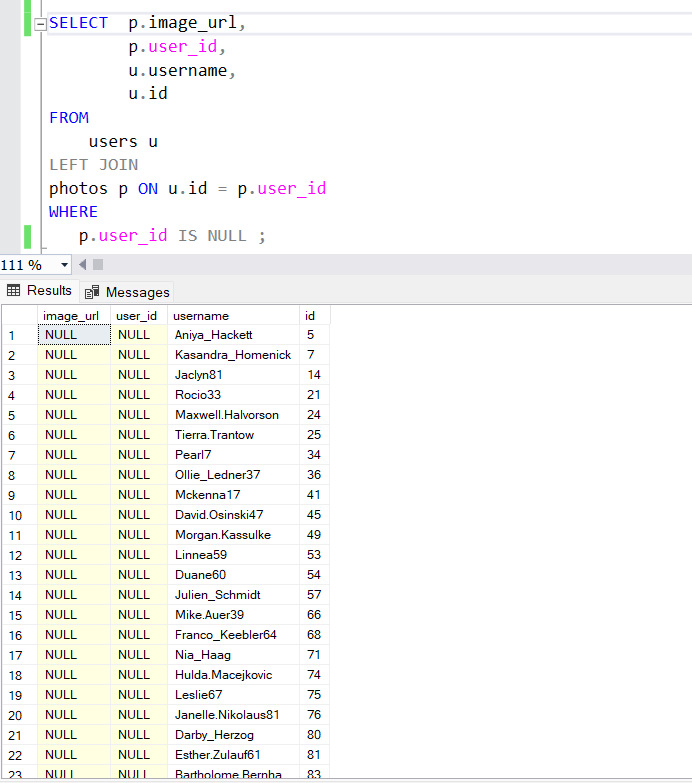 SELECT p.image_url,
p.user_id,
u.username,
u.id
FROM
users u
LEFT JOIN
photos p ON u.id = p.user_id
WHERE
p.user_id IS NULL ;
111 %
Results Messages
image_url user_id username id
1 NULL NULL Aniya_Hackett 5
2 NULL NULL Kasandra_Homenick 7
3 NULL NULL Jaclyn81 14
4 NULL NULL Rocio33 21
5 NULL NULL Maxwell.Halvorson 24
6 NULL NULL Tierra.Trantow 25
7 NULL NULL Pearl7 34
8 NULL NULL Ollie_Ledner37 36
9 NULL NULL Mckenna17 41
10 NULL NULL David.Osinski47 45
11 NULL NULL Morgan.Kassulke 49
12 NULL NULL Linnea59 53
13 NULL NULL Duane60 54
14 NULL NULL Julien_Schmidt 57
15 NULL NULL Mike.Auer39 66
16 NULL NULL Franco_Keebler64 68
17 NULL NULL Nia_Haag 71
18 NULL NULL Hulda.Macejkovic 74
19 NULL NULL Leslie67 75
20 NULL NULL Janelle.Nikolaus81 76
21 NULL NULL Darby_Herzog 80
22 NULL NULL Esther.Zulauf61 81
23 NULL NULL Bartholome.Bernha 83